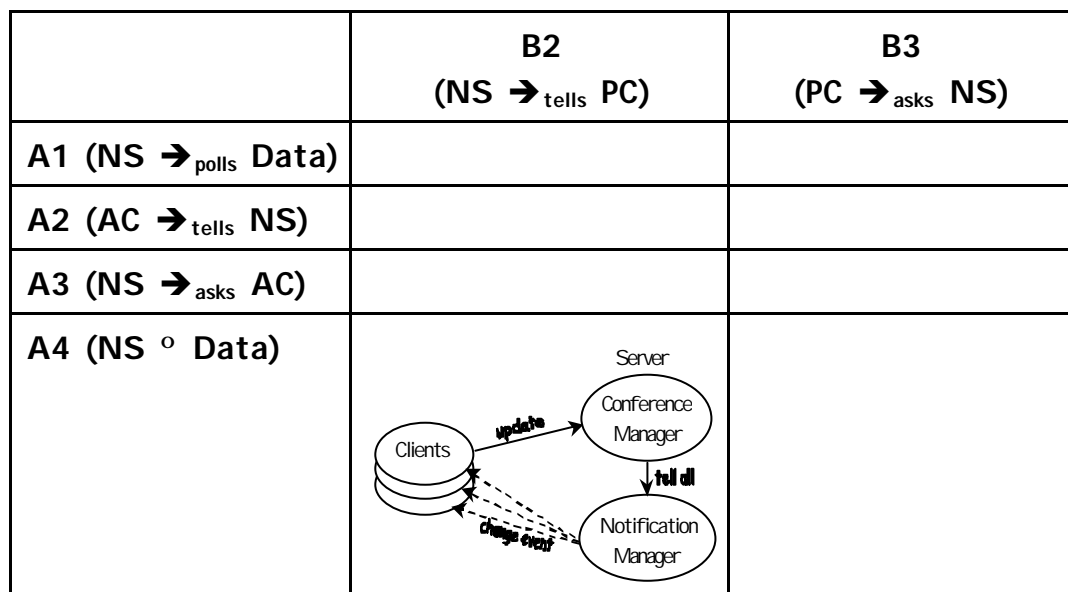 B2
(NS ➔tells PC)
B3
(PC ➔asks NS)
A1 (NS ➔polls Data)
A2 (AC ➔tells NS)
A3 (NS ➔asks AC)
A4 (NS º Data)
Server
Conference
Manager
update
Clients
tell all
change event
Notification
Manager